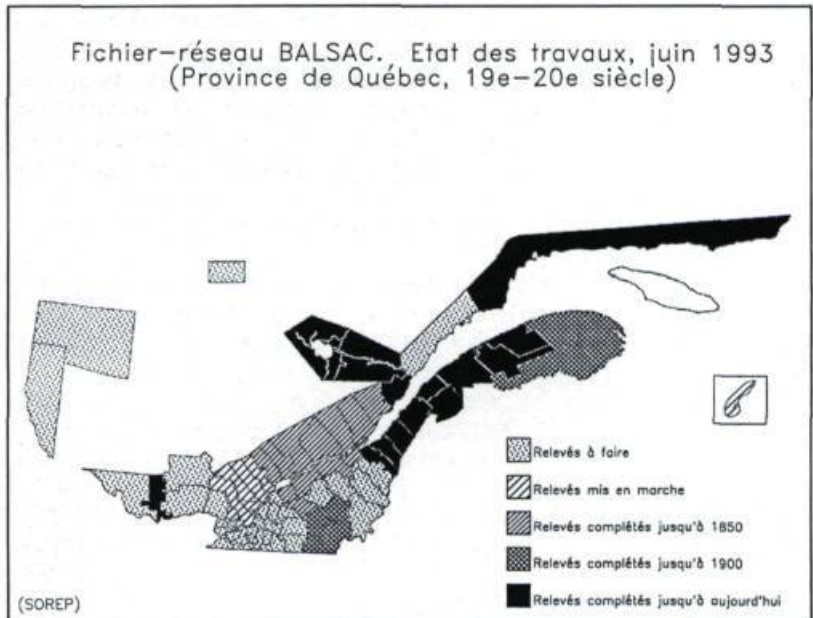 Fichier-réseau BALSAC. Etat des travaux, juin 1993
(Province de Québec, 19e-20e siècle)
Relevés à faire
Relevés mis en marche
Relevés complétés jusqu'à 1850
Relevés complétés jusqu'à 1900
Relevés complétés jusqu'à aujourd'hui
(SOREP)